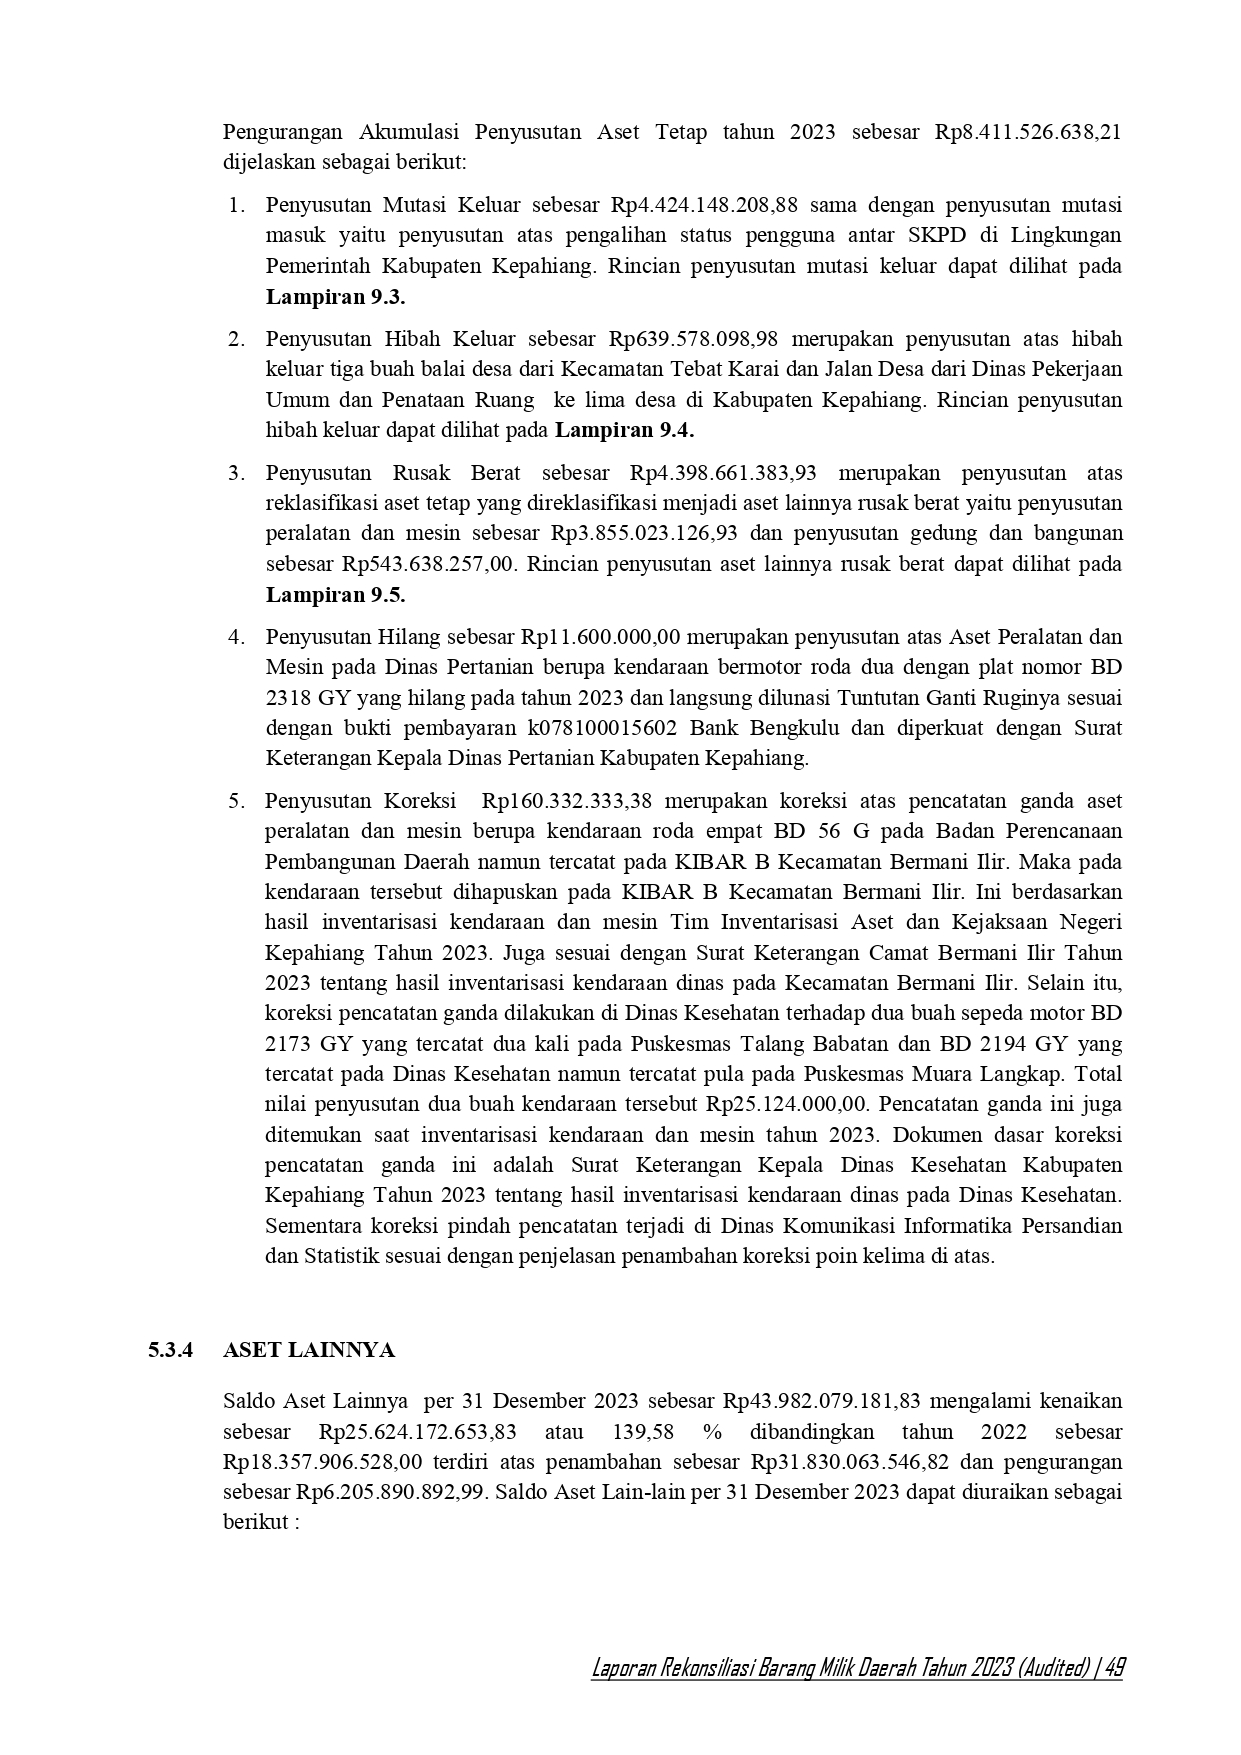 Pengurangan Akumulasi Penyusutan Aset Tetap tahun 2023 sebesar Rp8.411.526.638,21
dijelaskan sebagai berikut:
1. Penyusutan Mutasi Keluar sebesar Rp4.424.148.208,88 sama dengan penyusutan mutasi
masuk yaitu penyusutan atas pengalihan status pengguna antar SKPD di Lingkungan
Pemerintah Kabupaten Kepahiang. Rincian penyusutan mutasi keluar dapat dilihat pada
Lampiran 9.3.
2. Penyusutan Hibah Keluar sebesar Rp639.578.098,98 merupakan penyusutan atas hibah
keluar tiga buah balai desa dari Kecamatan Tebat Karai dan Jalan Desa dari Dinas Pekerjaan
Umum dan Penataan Ruang ke lima desa di Kabupaten Kepahiang. Rincian penyusutan
hibah keluar dapat dilihat pada Lampiran 9.4.
3. Penyusutan Rusak Berat sebesar Rp4.398.661.383,93 merupakan penyusutan atas
reklasifikasi aset tetap yang direklasifikasi menjadi aset lainnya rusak berat yaitu penyusutan
peralatan dan mesin sebesar Rp3.855.023.126,93 dan penyusutan gedung dan bangunan
sebesar Rp543.638.257,00. Rincian penyusutan aset lainnya rusak berat dapat dilihat pada
Lampiran 9.5.
4. Penyusutan Hilang sebesar Rp11.600.000,00 merupakan penyusutan atas Aset Peralatan dan
Mesin pada Dinas Pertanian berupa kendaraan bermotor roda dua dengan plat nomor BD
2318 GY yang hilang pada tahun 2023 dan langsung dilunasi Tuntutan Ganti Ruginya sesuai
dengan bukti pembayaran k078100015602 Bank Bengkulu dan diperkuat dengan Surat
Keterangan Kepala Dinas Pertanian Kabupaten Kepahiang.
5. Penyusutan Koreksi Rp160.332.333,38 merupakan koreksi atas pencatatan ganda aset
peralatan dan mesin berupa kendaraan roda empat BD 56 G pada Badan Perencanaan
Pembangunan Daerah namun tercatat pada KIBAR B Kecamatan Bermani Ilir. Maka pada
kendaraan tersebut dihapuskan pada KIBAR B Kecamatan Bermani Ilir. Ini berdasarkan
hasil inventarisasi kendaraan dan mesin Tim Inventarisasi Aset dan Kejaksaan Negeri
Kepahiang Tahun 2023. Juga sesuai dengan Surat Keterangan Camat Bermani Ilir Tahun
2023 tentang hasil inventarisasi kendaraan dinas pada Kecamatan Bermani Ilir. Selain itu,
koreksi pencatatan ganda dilakukan di Dinas Kesehatan terhadap dua buah sepeda motor BD
2173 GY yang tercatat dua kali pada Puskesmas Talang Babatan dan BD 2194 GY yang
tercatat pada Dinas Kesehatan namun tercatat pula pada Puskesmas Muara Langkap. Total
nilai penyusutan dua buah kendaraan tersebut Rp25.124.000,00. Pencatatan ganda ini juga
ditemukan saat inventarisasi kendaraan dan mesin tahun 2023. Dokumen dasar koreksi
pencatatan ganda ini adalah Surat Keterangan Kepala Dinas Kesehatan Kabupaten
Kepahiang Tahun 2023 tentang hasil inventarisasi kendaraan dinas pada Dinas Kesehatan.
Sementara koreksi pindah pencatatan terjadi di Dinas Komunikasi Informatika Persandian
dan Statistik sesuai dengan penjelasan penambahan koreksi poin kelima di atas.
5.3.4 ASET LAINNYA
Saldo Aset Lainnya per 31 Desember 2023 sebesar Rp43.982.079.181,83 mengalami kenaikan
sebesar Rp25.624.172.653,83 atau 139,58 % dibandingkan tahun 2022 sebesar
Rp18.357.906.528,00 terdiri atas penambahan sebesar Rp31.830.063.546,82 dan pengurangan
sebesar Rp6.205.890.892,99. Saldo Aset Lain-lain per 31 Desember 2023 dapat diuraikan sebagai
berikut :
Laporan Rekonsiliasi Barang Milik Daerah Tahun 2023 (Audited) | 49